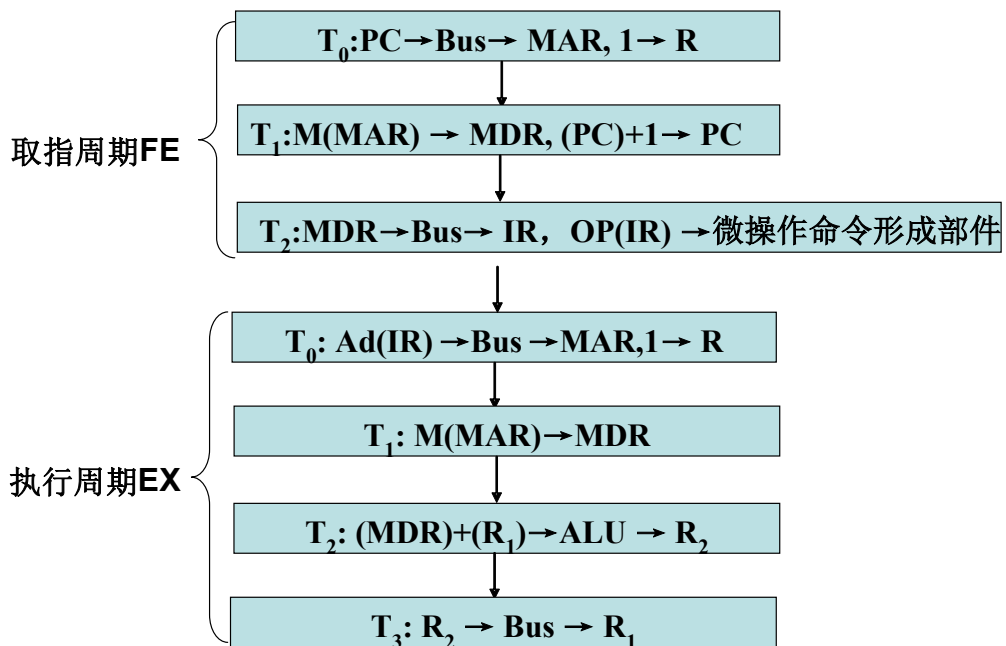 T₀:PC→Bus→ MAR, 1→ R
T₁:M(MAR) → MDR, (PC)+1→ PC
取指周期FE
T₂:MDR→Bus→ IR，OP(IR) →微操作命令形成部件
T₀: Ad(IR) →Bus →MAR,1→ R
T₁: M(MAR)→MDR
执行周期EX
T₂: (MDR)+(R₁)→ALU → R₂
T₃: R₂ → Bus → R₁